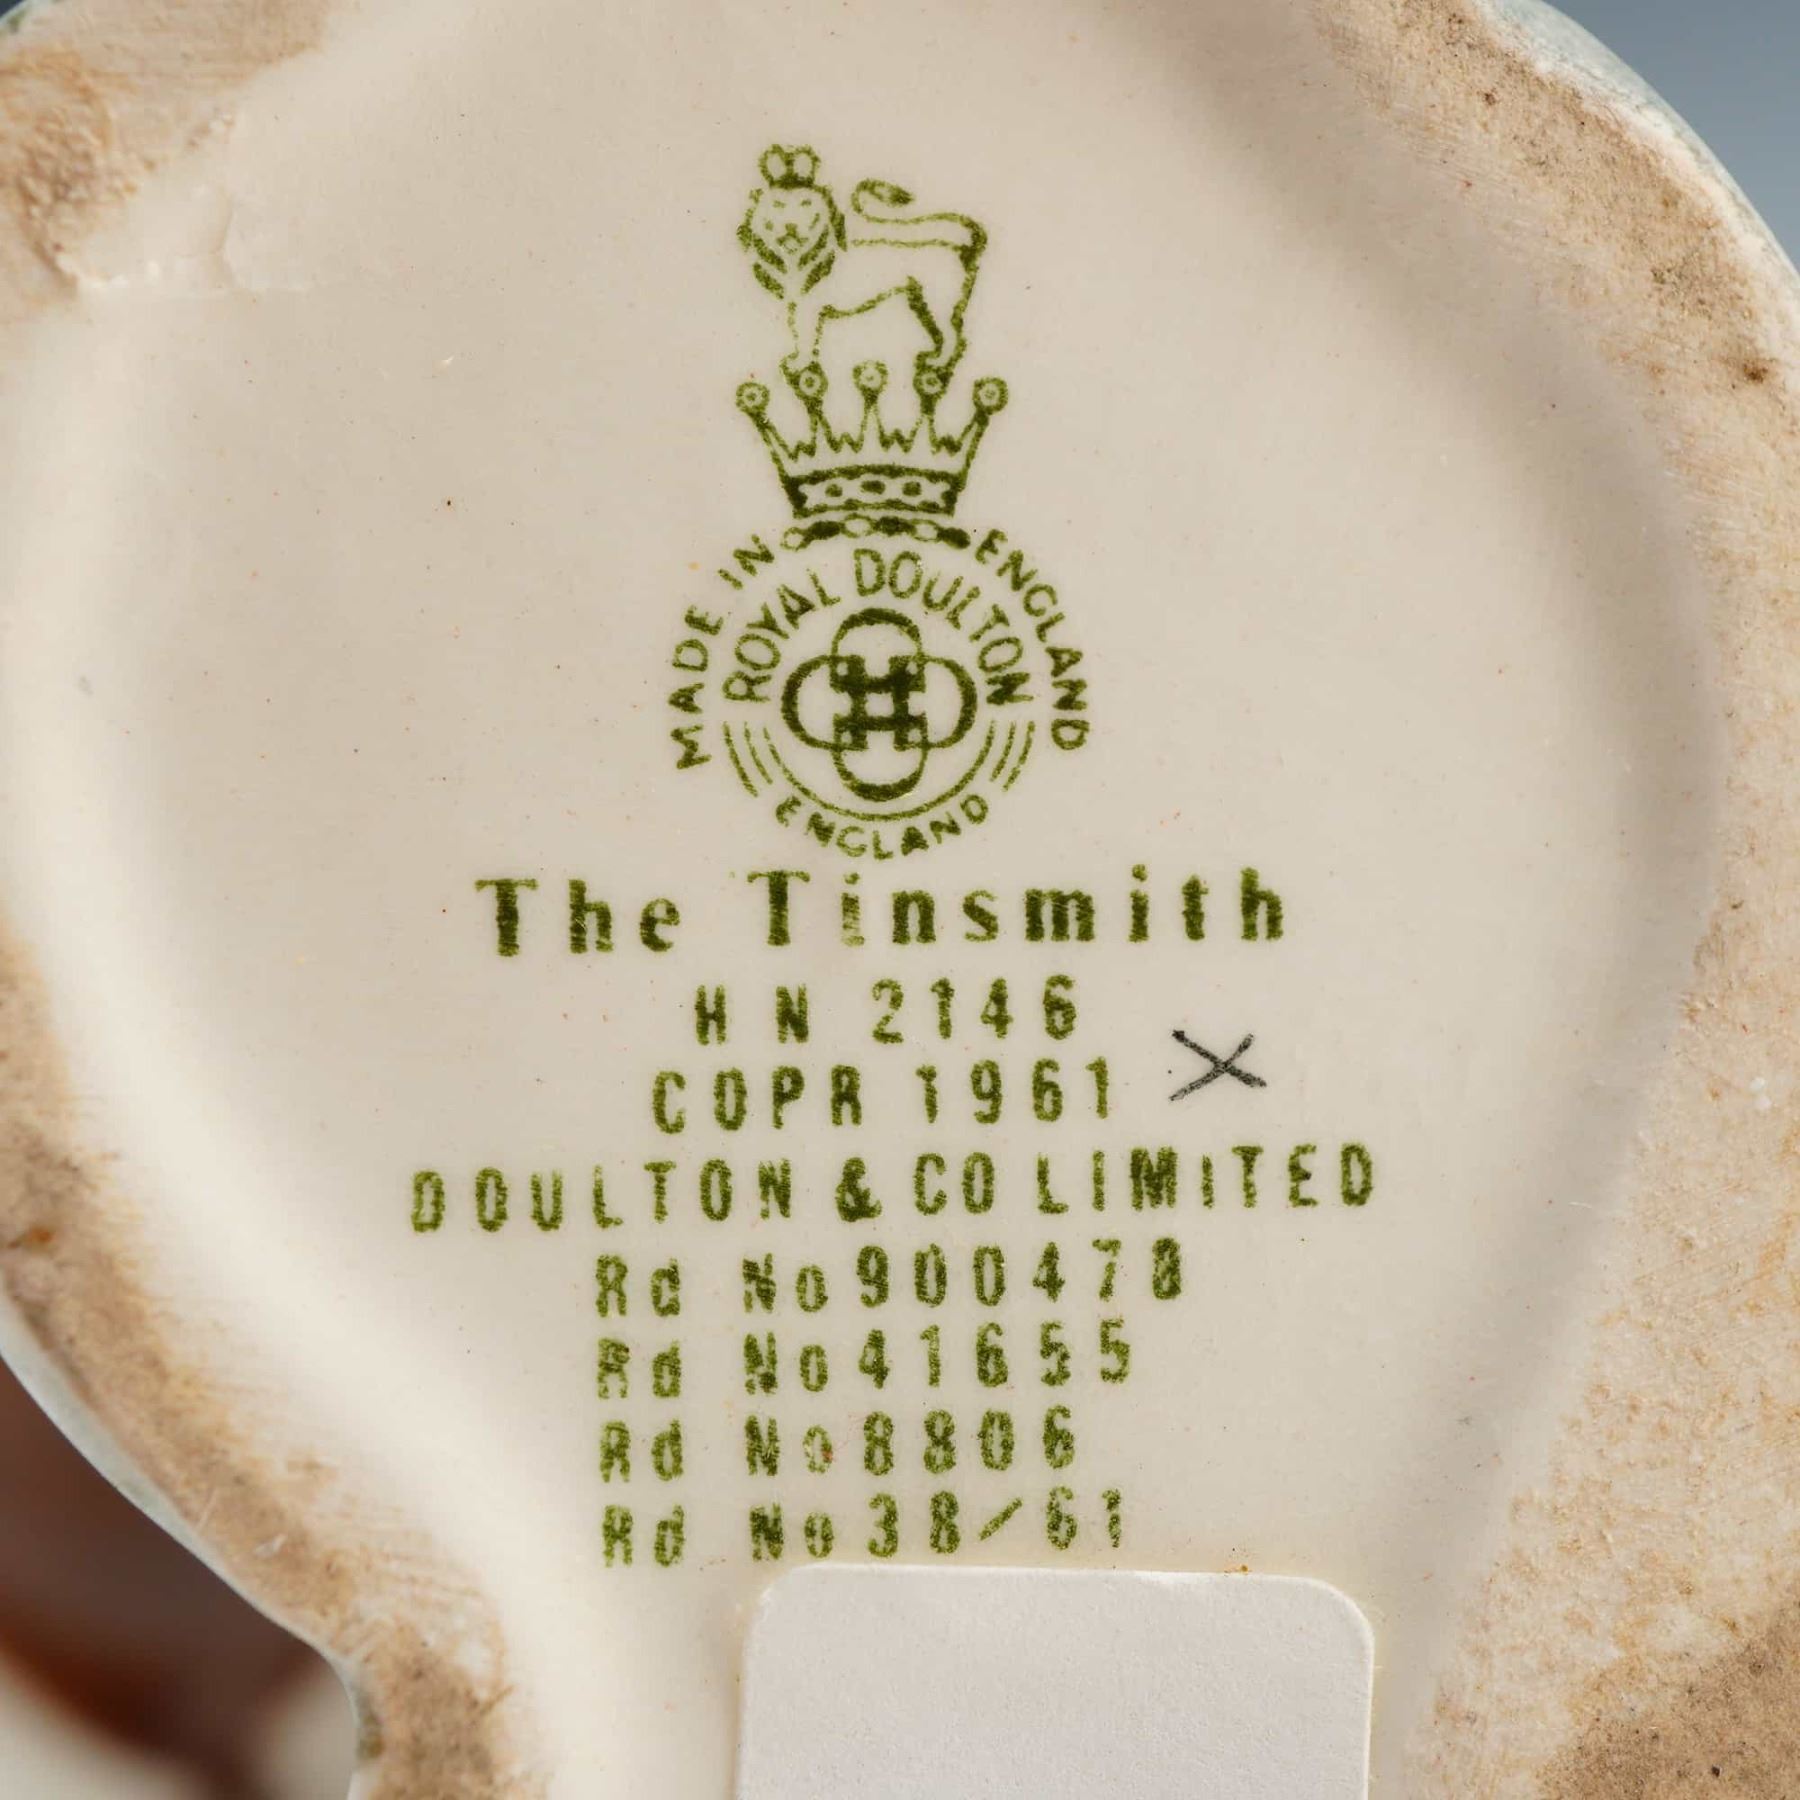 MADE IN ENGLAND
ROYAL DOULTON
ENGLAND
The Tinsmith
HN 2146
COPR 1961
DOULTON & CO LIMITED
Rd No 900478
Rd No 41655
Rd No 8806
Rd No 38/61